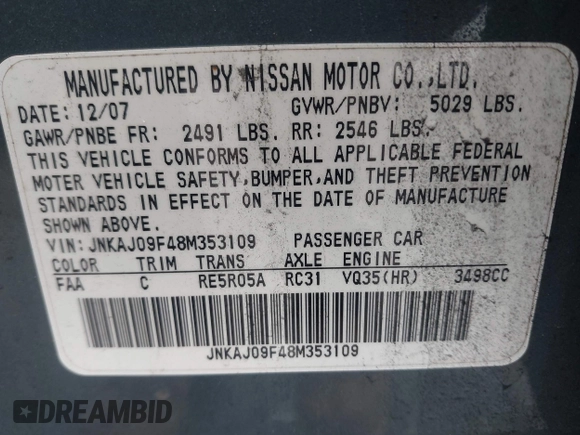 MANUFACTURED BY NISSAN MOTOR CO.,LTD.
DATE: 12/07 GVWR/PNBV: 5029 LBS.
GAWR/PNBE FR: 2491 LBS. RR: 2546 LBS.
THIS VEHICLE CONFORMS TO ALL APPLICABLE FEDERAL
MOTOR VEHICLE SAFETY,BUMPER,AND THEFT PREVENTION
STANDARDS IN EFFECT ON THE DATE OF MANUFACTURE
SHOWN ABOVE.
VIN: JNKAJ09F48M353109 PASSENGER CAR
COLOR TRIM TRANS AXLE ENGINE
FAA C RE5R05A RC31 VQ35(HR) 3498CC
JNKAJ09F48M353109
DREAMBID